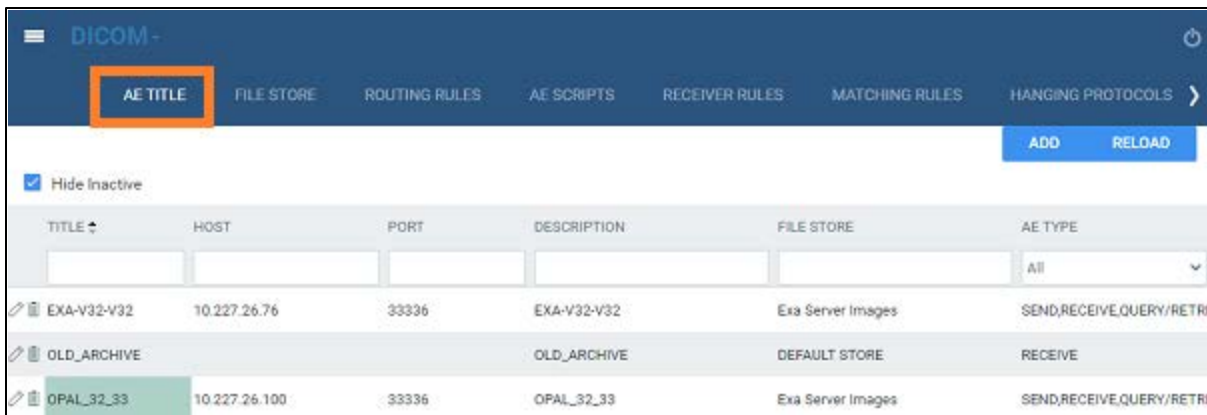 DICOM -
AE TITLE FILE STORE ROUTING RULES AE SCRIPTS RECEIVER RULES MATCHING RULES HANGING PROTOCOLS
ADD RELOAD
Hide Inactive
TITLE HOST PORT DESCRIPTION FILE STORE AE TYPE
All
EXA-V32-V32 10.227.26.76 33336 EXA-V32-V32 Exa Server Images SEND,RECEIVE,QUERY/RETR
OLD_ARCHIVE OLD_ARCHIVE DEFAULT STORE RECEIVE
OPAL_32_33 10.227.26.100 33336 OPAL_32_33 Exa Server Images SEND,RECEIVE,QUERY/RETR